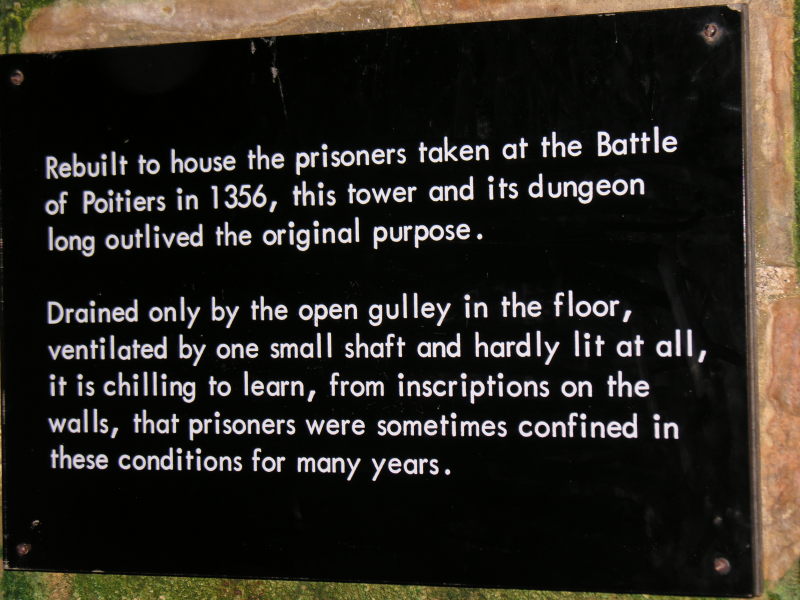 Rebuilt to house the prisoners taken at the Battle
of Poitiers in 1356, this tower and its dungeon
long outlived the original purpose.
Drained only by the open gulley in the floor,
ventilated by one small shaft and hardly lit at all,
it is chilling to learn, from inscriptions on the
walls, that prisoners were sometimes confined in
these conditions for many years.